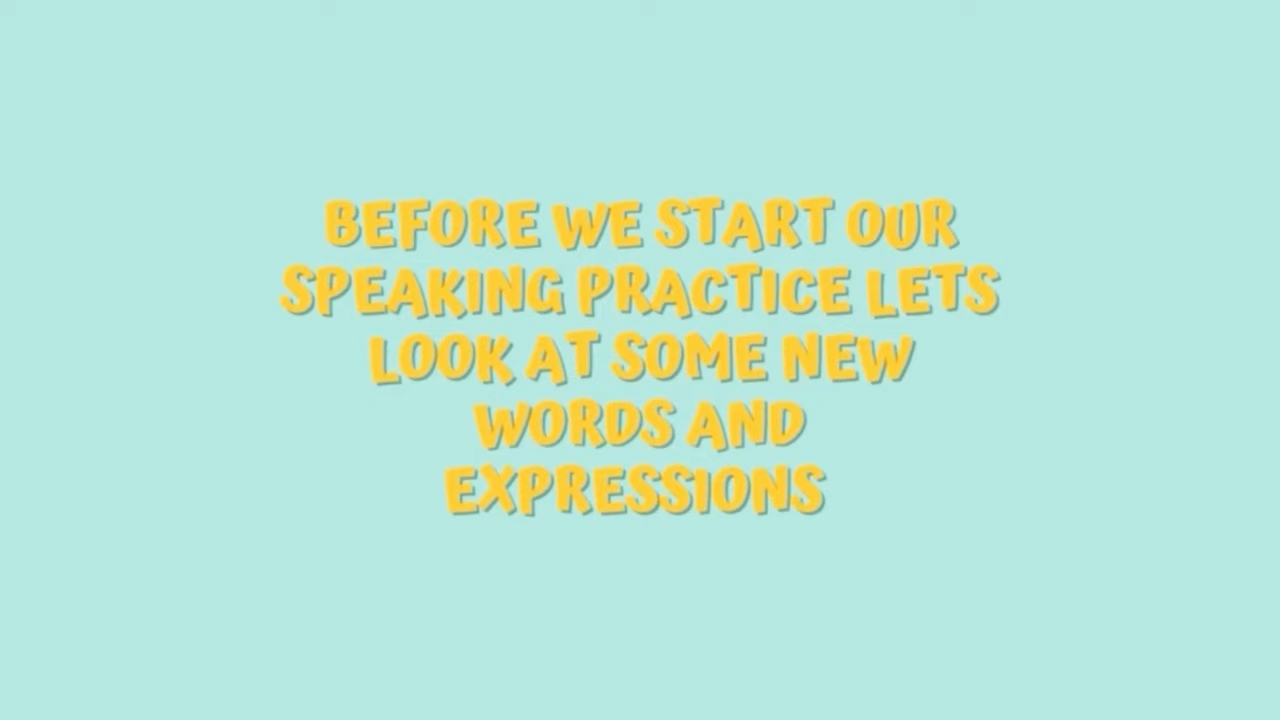 BEFORE WE START OUR
SPEAKING PRACTICE LETS
LOOK AT SOME NEW
WORDS AND
EXPRESSIONS